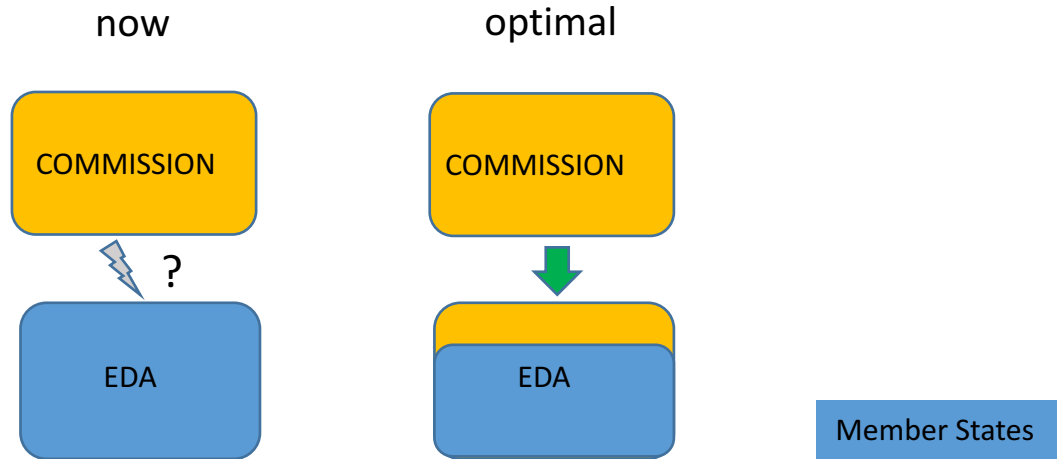 now
optimal
COMMISSION
COMMISSION
?
EDA
EDA
Member States